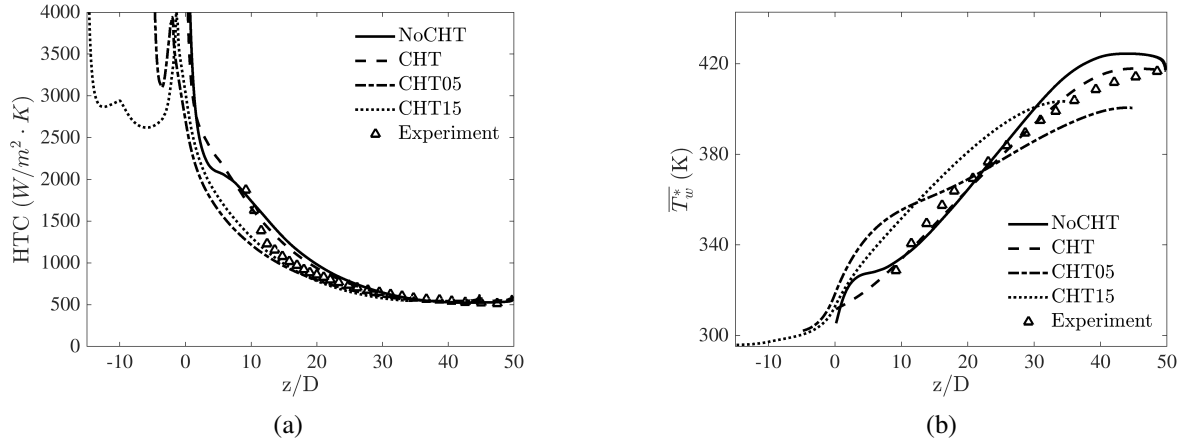 4000
3500
3000
2500
2000
1500
1000
500
0
HTC (W/m² · K)
-10 0 10 20 30 40 50
z/D
NoCHT
CHT
CHT05
CHT15
Experiment
(a)
420
380
340
300
T*w (K)
-10 0 10 20 30 40 50
z/D
NoCHT
CHT
CHT05
CHT15
Experiment
(b)